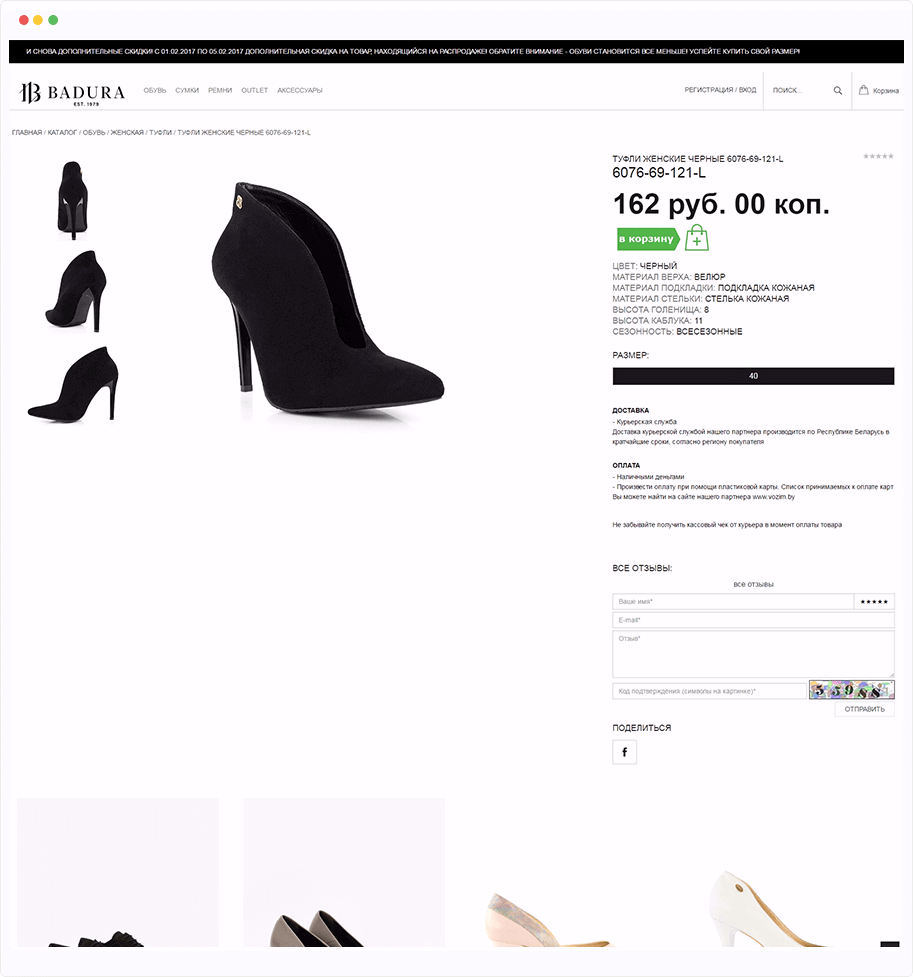 И СНОВА ДОПОЛНИТЕЛЬНЫЕ СКИДКИ! С 01.02.2017 ПО 05.02.2017 ДОПОЛНИТЕЛЬНАЯ СКИДКА НА ТОВАР, НАХОДЯЩИЙСЯ НА РАСПРОДАЖЕ! ОБРАТИТЕ ВНИМАНИЕ - ОБУВИ СТАНОВИТСЯ ВСЕ МЕНЬШЕ! УСПЕЙТЕ КУПИТЬ СВОЙ РАЗМЕР!
BADURA
EST. 1979
ОБУВЬ СУМКИ РЕМНИ OUTLET АКСЕССУАРЫ
РЕГИСТРАЦИЯ / ВХОД
ПОИСК...
Корзина
ГЛАВНАЯ / КАТАЛОГ / ОБУВЬ / ЖЕНСКАЯ / ТУФЛИ / ТУФЛИ ЖЕНСКИЕ ЧЕРНЫЕ 6076-69-121-L
ТУФЛИ ЖЕНСКИЕ ЧЕРНЫЕ 6076-69-121-L
6076-69-121-L
162 руб. 00 коп.
в корзину
ЦВЕТ: ЧЕРНЫЙ
МАТЕРИАЛ ВЕРХА: ВЕЛЮР
МАТЕРИАЛ ПОДКЛАДКИ: ПОДКЛАДКА КОЖАНАЯ
МАТЕРИАЛ СТЕЛЬКИ: СТЕЛЬКА КОЖАНАЯ
ВЫСОТА ГОЛЕНИЩА: 8
ВЫСОТА КАБЛУКА: 11
СЕЗОННОСТЬ: ВСЕСЕЗОННЫЕ
РАЗМЕР:
40
ДОСТАВКА
- Курьерская служба
Доставка курьерской службой нашего партнера производится по Республике Беларусь в
кратчайшие сроки, согласно региону покупателя
ОПЛАТА
- Наличными деньгами
- Произвести оплату при помощи пластиковой карты. Список принимаемых к оплате карт
Вы можете найти на сайте нашего партнера www.vozim.by
Не забывайте получить кассовый чек от курьера в момент оплаты товара
ВСЕ ОТЗЫВЫ:
все отзывы
Ваше имя*
E-mail*
Отзыв*
Код подтверждения (символы на картинке)*
ОТПРАВИТЬ
ПОДЕЛИТЬСЯ
f